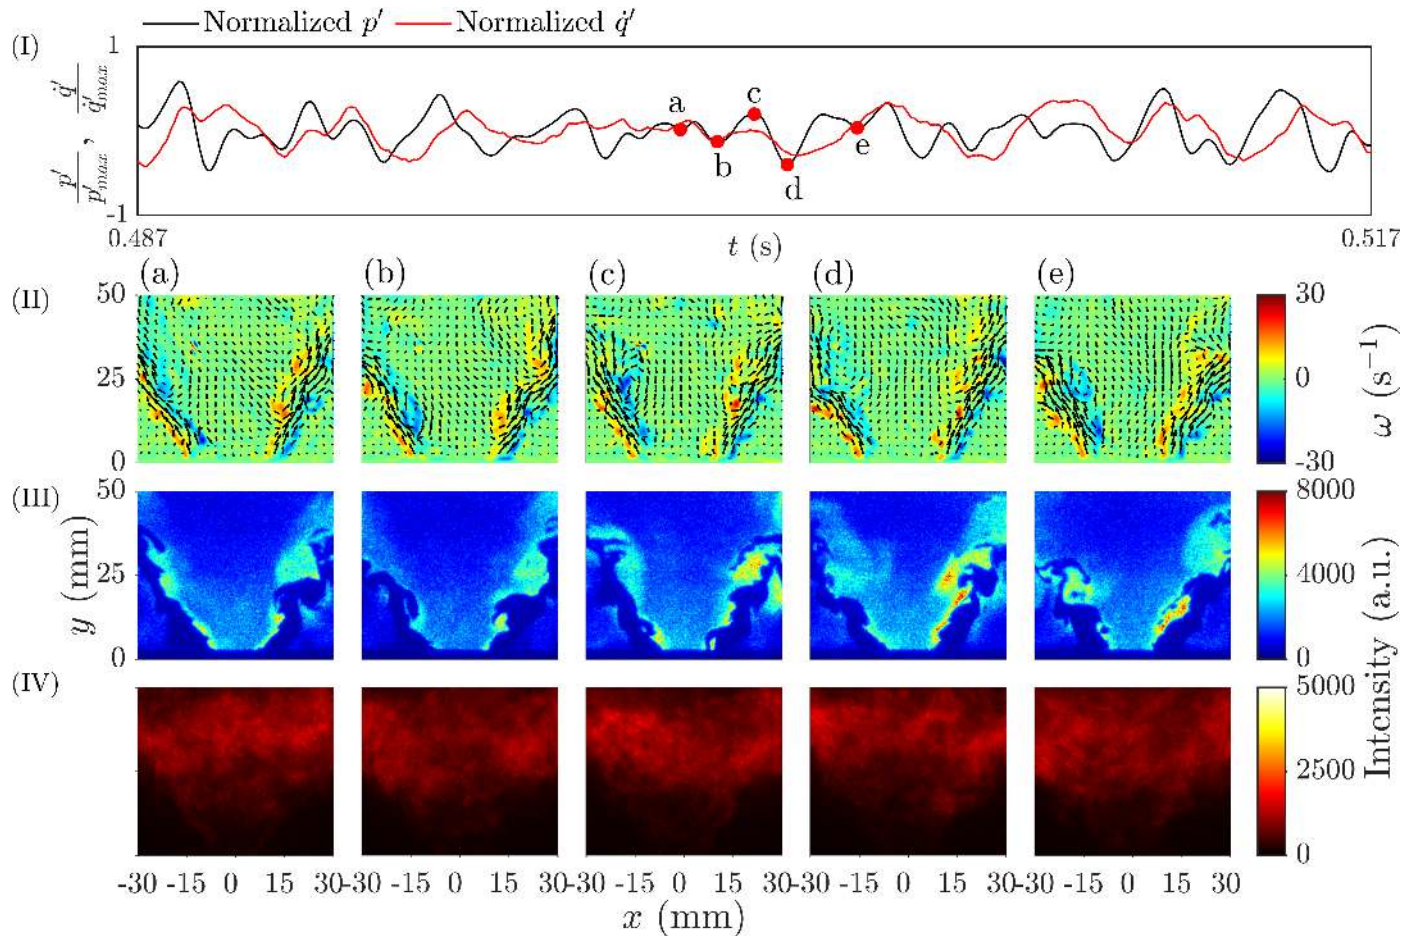 Normalized p′ Normalized q̇′
(I)
1
p′/p′max , q̇′/q̇′max
a
b
c
d
e
-1
0.487
t (s)
0.517
(a) (b) (c) (d) (e)
(II)
50
25
0
30
0
-30
ω (s⁻¹)
(III)
50
25
0
y (mm)
8000
4000
0
(IV)
5000
2500
0
Intensity (a.u.)
-30 -15 0 15 30 -30 -15 0 15 30 -30 -15 0 15 30 -30 -15 0 15 30 -30 -15 0 15 30
x (mm)